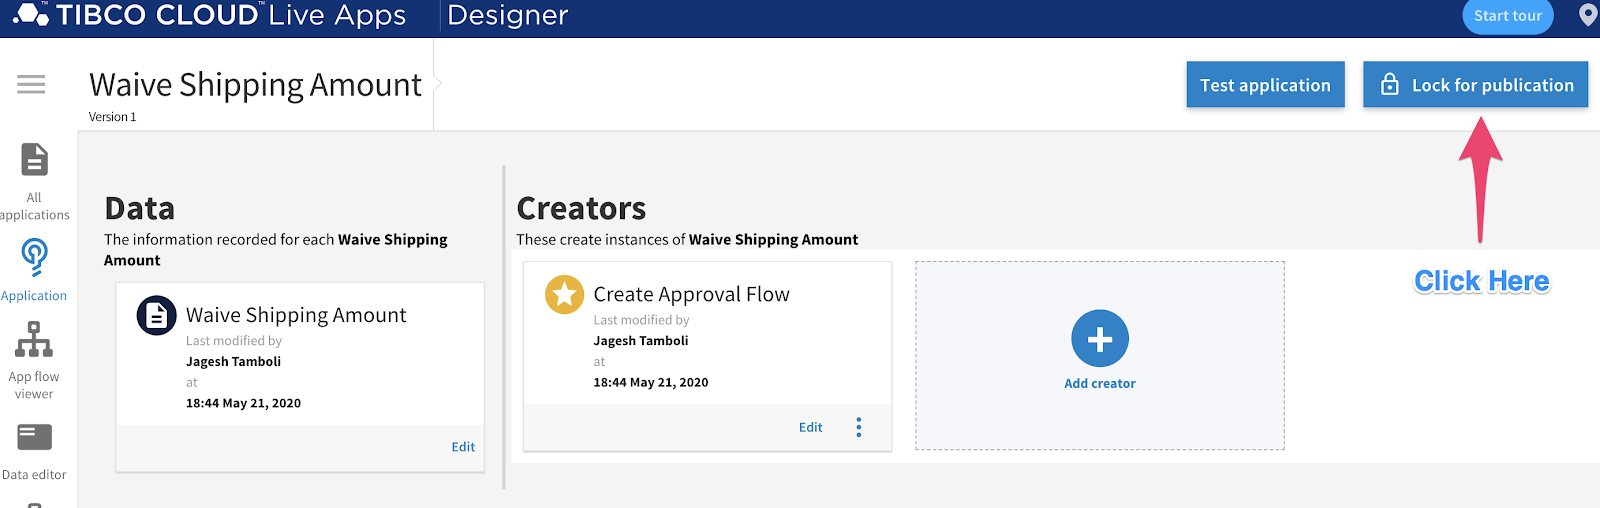 TIBCO CLOUD™ Live Apps Designer
Start tour
Waive Shipping Amount
Version 1
Test application
Lock for publication
All
applications
Application
App flow
viewer
Data editor
Data
The information recorded for each Waive Shipping
Amount
Waive Shipping Amount
Last modified by
Jagesh Tamboli
at
18:44 May 21, 2020
Edit
Creators
These create instances of Waive Shipping Amount
Create Approval Flow
Last modified by
Jagesh Tamboli
at
18:44 May 21, 2020
Edit
Add creator
Click Here